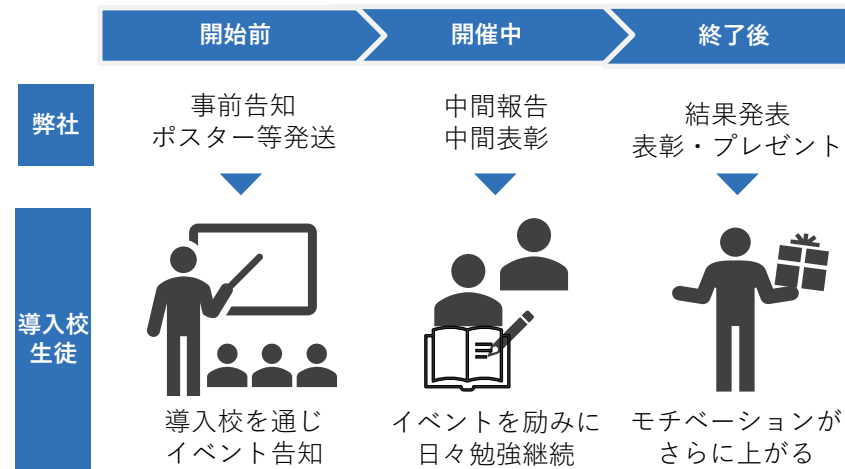 開始前
開催中
終了後
弊社
事前告知
ポスター等発送
中間報告
中間表彰
結果発表
表彰・プレゼント
導入校
生徒
導入校を通じ
イベント告知
イベントを励みに
日々勉強継続
モチベーションが
さらに上がる